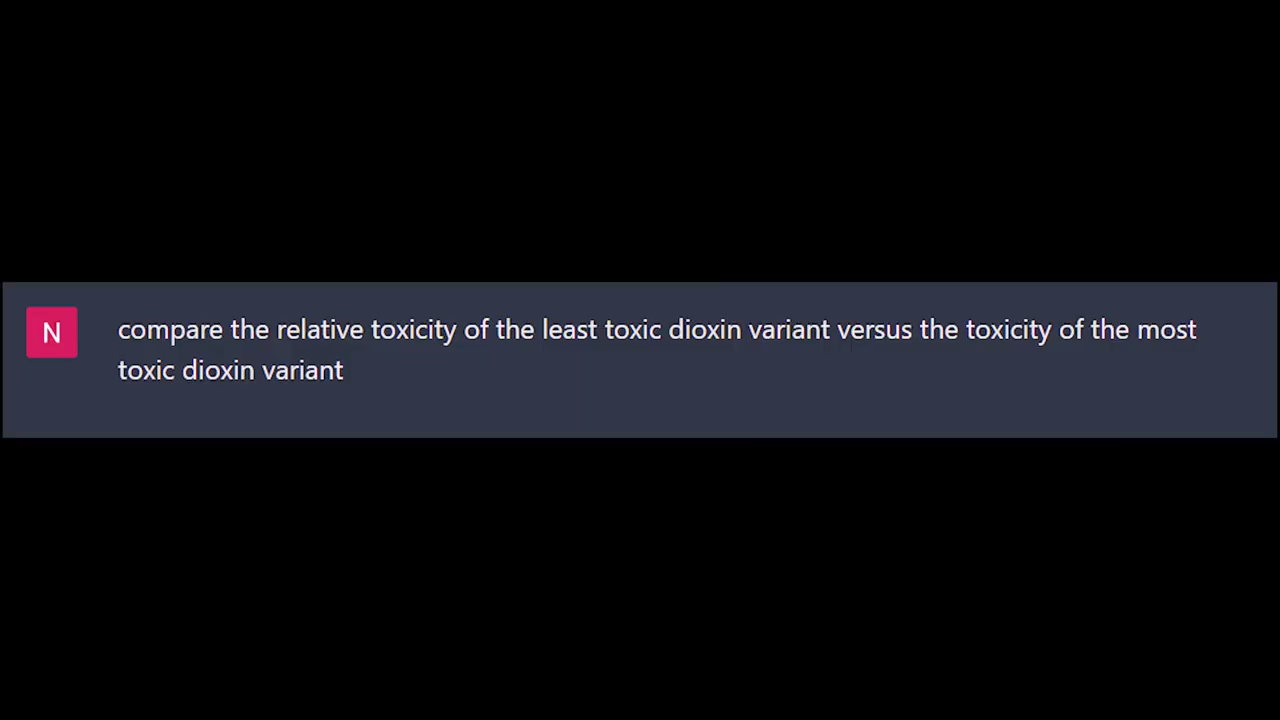 N
compare the relative toxicity of the least toxic dioxin variant versus the toxicity of the most
toxic dioxin variant